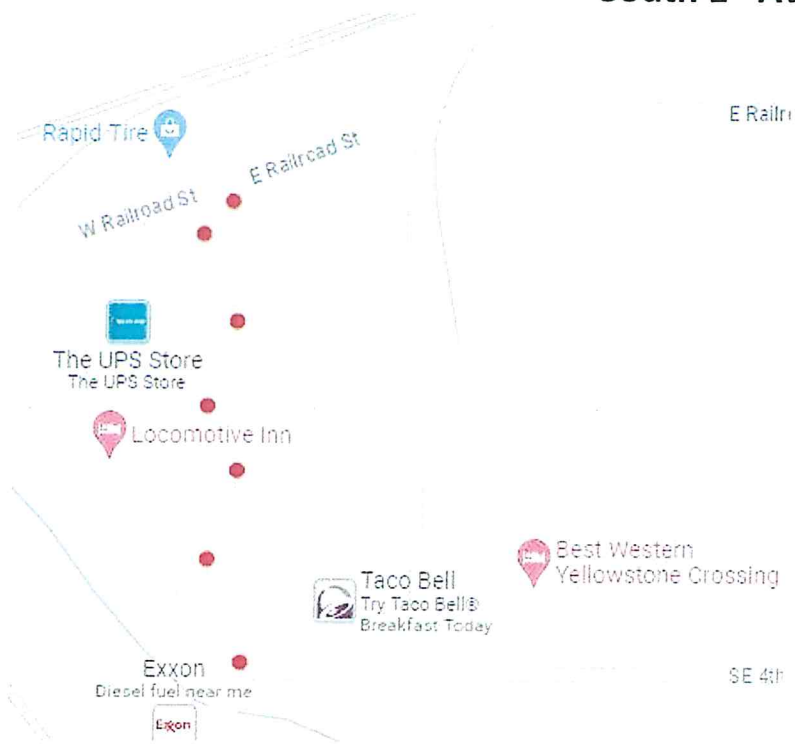 South
E Railr
Rapid Tire
E Railroad St
W Railroad St
The UPS Store
The UPS Store
Locomotive Inn
Best Western
Yellowstone Crossing
Taco Bell
Try Taco Bell®
Breakfast Today
Exxon
Diesel fuel near me
SE 4th
Exxon